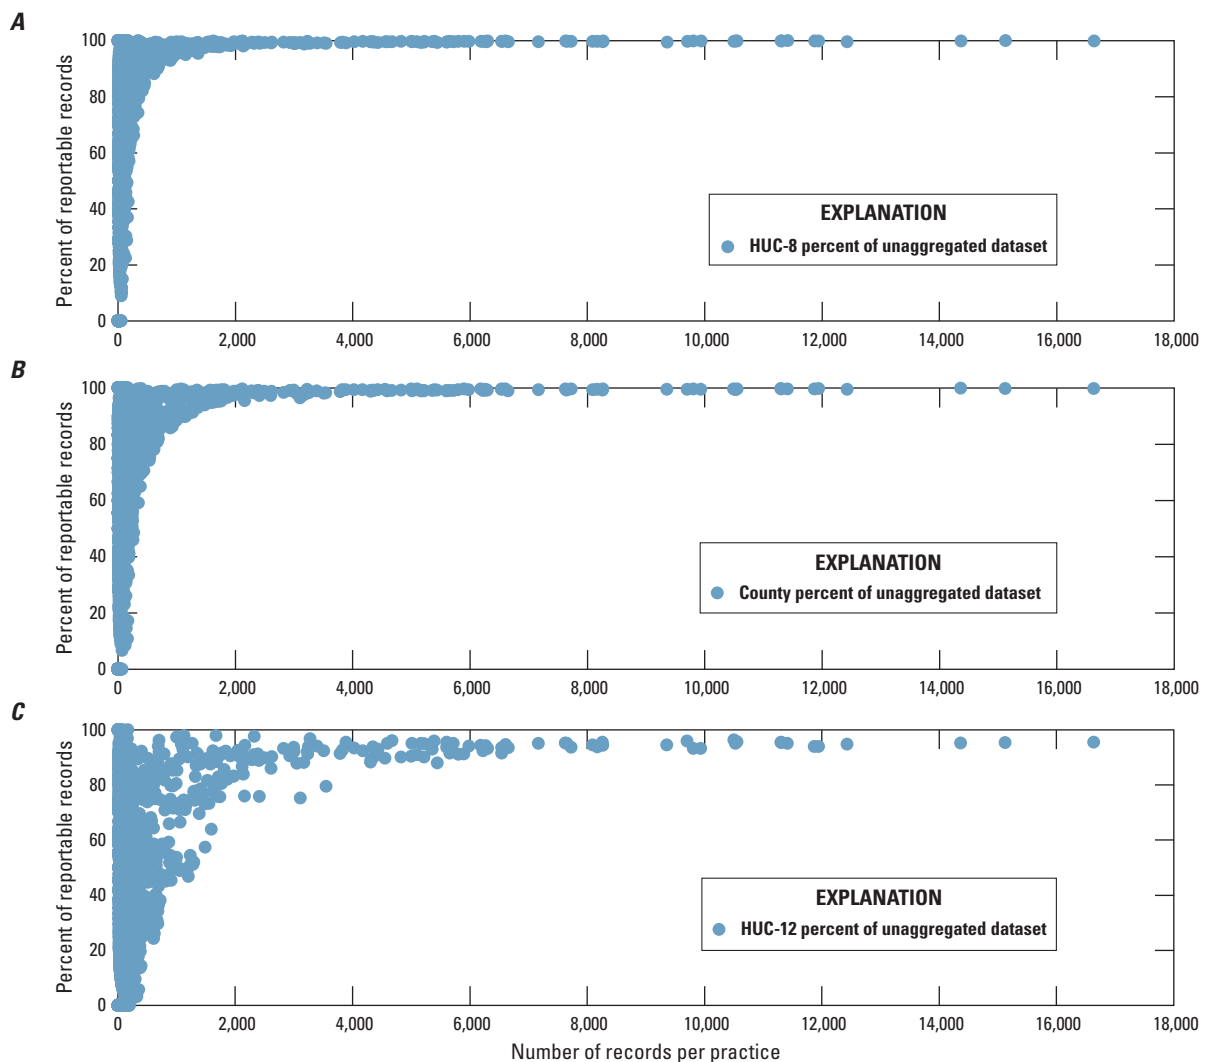 A
Percent of reportable records
100
80
60
40
20
0
EXPLANATION
HUC-8 percent of unaggregated dataset
0 2,000 4,000 6,000 8,000 10,000 12,000 14,000 16,000 18,000
B
Percent of reportable records
100
80
60
40
20
0
EXPLANATION
County percent of unaggregated dataset
0 2,000 4,000 6,000 8,000 10,000 12,000 14,000 16,000 18,000
C
Percent of reportable records
100
80
60
40
20
0
EXPLANATION
HUC-12 percent of unaggregated dataset
0 2,000 4,000 6,000 8,000 10,000 12,000 14,000 16,000 18,000
Number of records per practice